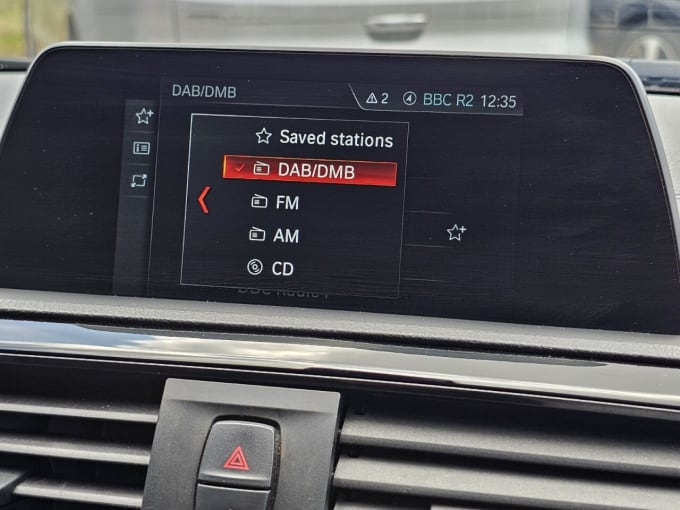 DAB/DMB
2 BBC R2 12:35
Saved stations
DAB/DMB
FM
AM
CD